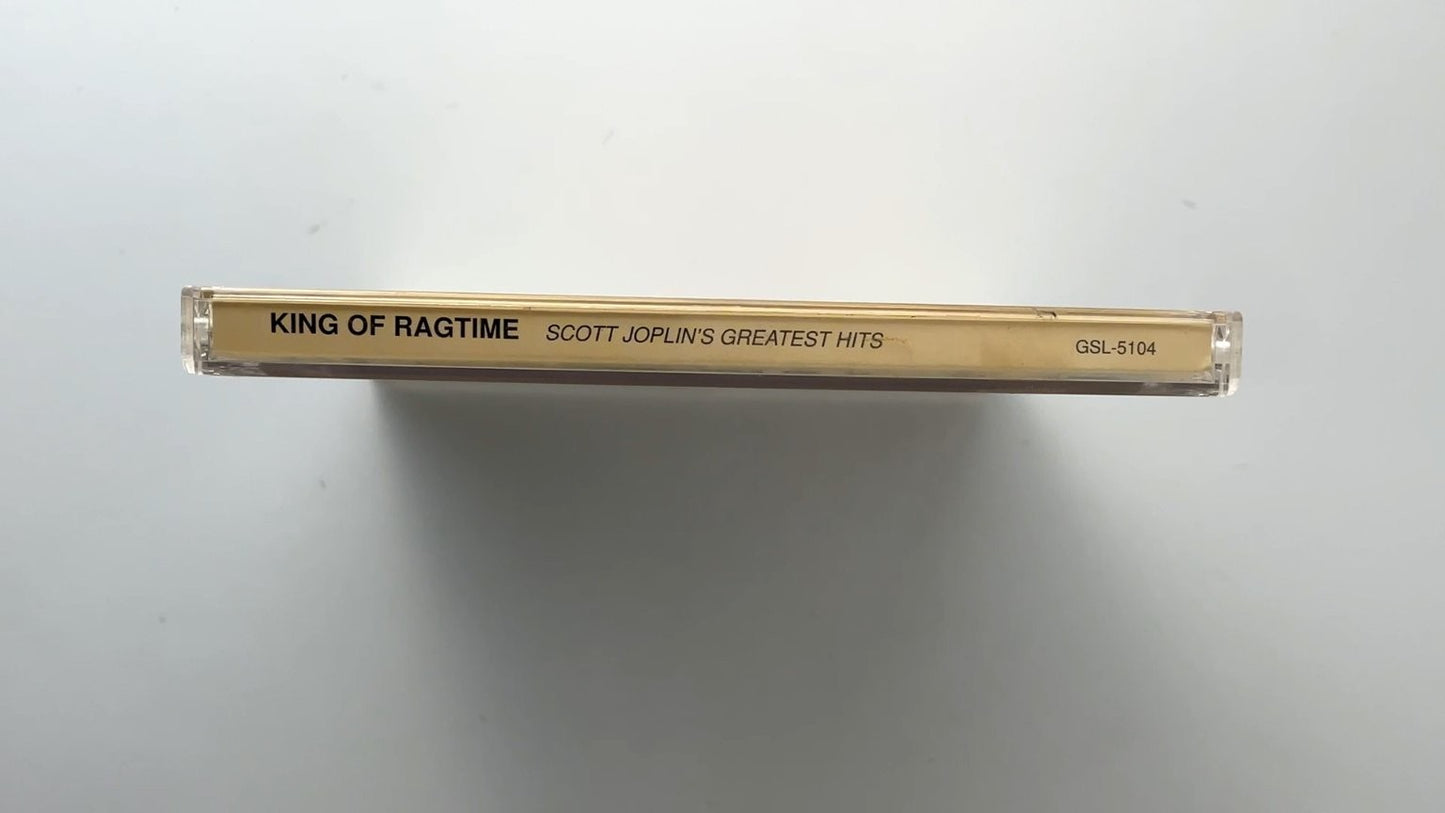 KING OF RAGTIME SCOTT JOPLIN'S GREATEST HITS GSL-5104